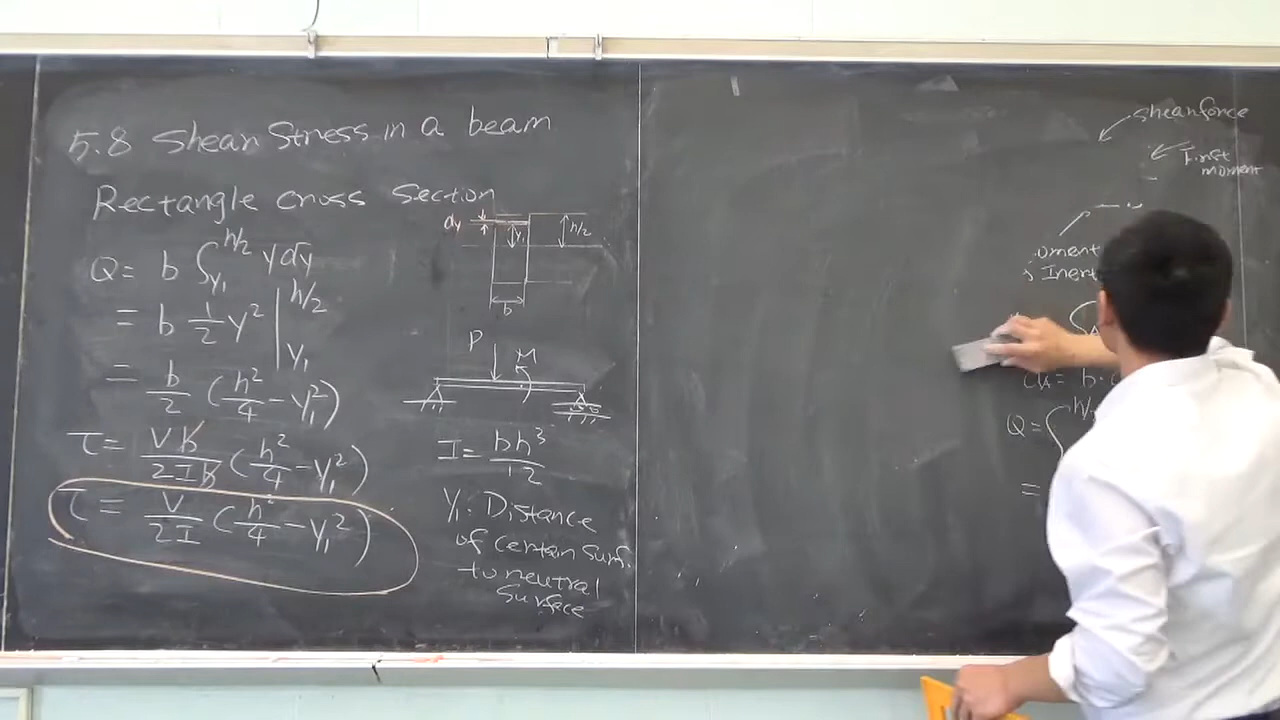 5.8 Shear Stress in a beam
Rectangle cross Section
Q = b ∫_{y₁}^{h/2} y dy
= b 1/2 y² |_{y₁}^{h/2}
= b/2 (h²/4 - y₁²)
τ = Vb/2Ib (h²/4 - y₁²)
τ = V/2I (h²/4 - y₁²)
dy
y₁
h/2
b
P
M
I = bh³/12
y₁: Distance
of certain surf.
to neutral
Surface
shear force
First
moment
oment
Inert
Q = ∫
=